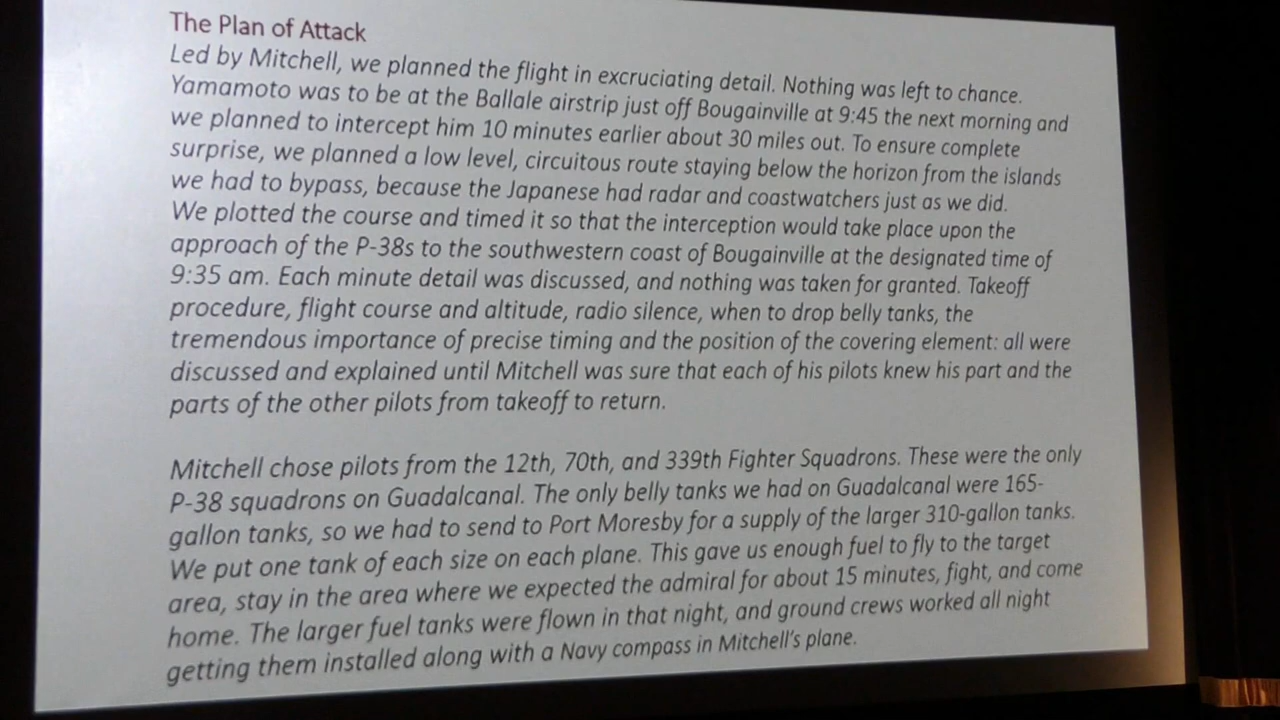 The Plan of Attack
Led by Mitchell, we planned the flight in excruciating detail. Nothing was left to chance.
Yamamoto was to be at the Ballale airstrip just off Bougainville at 9:45 the next morning and
we planned to intercept him 10 minutes earlier about 30 miles out. To ensure complete
surprise, we planned a low level, circuitous route staying below the horizon from the islands
we had to bypass, because the Japanese had radar and coastwatchers just as we did.
We plotted the course and timed it so that the interception would take place upon the
approach of the P-38s to the southwestern coast of Bougainville at the designated time of
9:35 am. Each minute detail was discussed, and nothing was taken for granted. Takeoff
procedure, flight course and altitude, radio silence, when to drop belly tanks, the
tremendous importance of precise timing and the position of the covering element: all were
discussed and explained until Mitchell was sure that each of his pilots knew his part and the
parts of the other pilots from takeoff to return.
Mitchell chose pilots from the 12th, 70th, and 339th Fighter Squadrons. These were the only
P-38 squadrons on Guadalcanal. The only belly tanks we had on Guadalcanal were 165-
gallon tanks, so we had to send to Port Moresby for a supply of the larger 310-gallon tanks.
We put one tank of each size on each plane. This gave us enough fuel to fly to the target
area, stay in the area where we expected the admiral for about 15 minutes, fight, and come
home. The larger fuel tanks were flown in that night, and ground crews worked all night
getting them installed along with a Navy compass in Mitchell's plane.